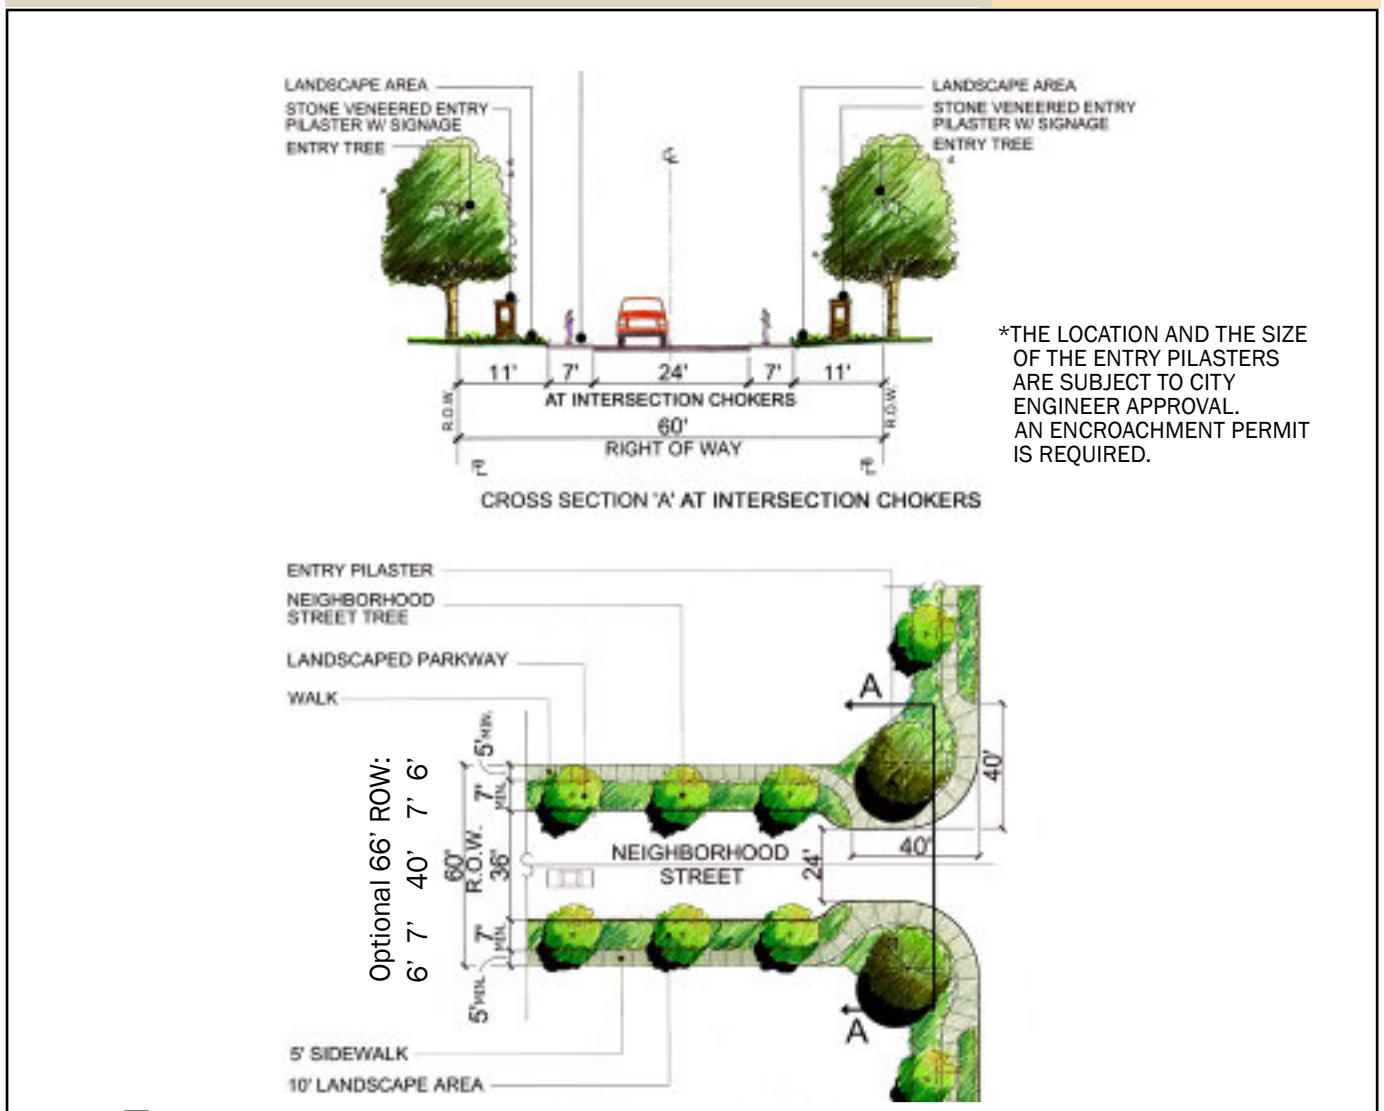 LANDSCAPE AREA
STONE VENEERED ENTRY
PILASTER W/ SIGNAGE
ENTRY TREE
LANDSCAPE AREA
STONE VENEERED ENTRY
PILASTER W/ SIGNAGE
ENTRY TREE
11' 7' 24' 7' 11'
R.O.W.
R.O.W.
AT INTERSECTION CHOKERS
60'
RIGHT OF WAY
CROSS SECTION 'A' AT INTERSECTION CHOKERS
*THE LOCATION AND THE SIZE
OF THE ENTRY PILASTERS
ARE SUBJECT TO CITY
ENGINEER APPROVAL.
AN ENCROACHMENT PERMIT
IS REQUIRED.
ENTRY PILASTER
NEIGHBORHOOD
STREET TREE
LANDSCAPED PARKWAY
WALK
A
40'
40'
24'
NEIGHBORHOOD
STREET
Optional 66' ROW:
6' 7' 40' 7' 6'
60'
R.O.W.
5' MIN.
7' MIN.
36'
7' MIN.
5' MIN.
A
5' SIDEWALK
10' LANDSCAPE AREA